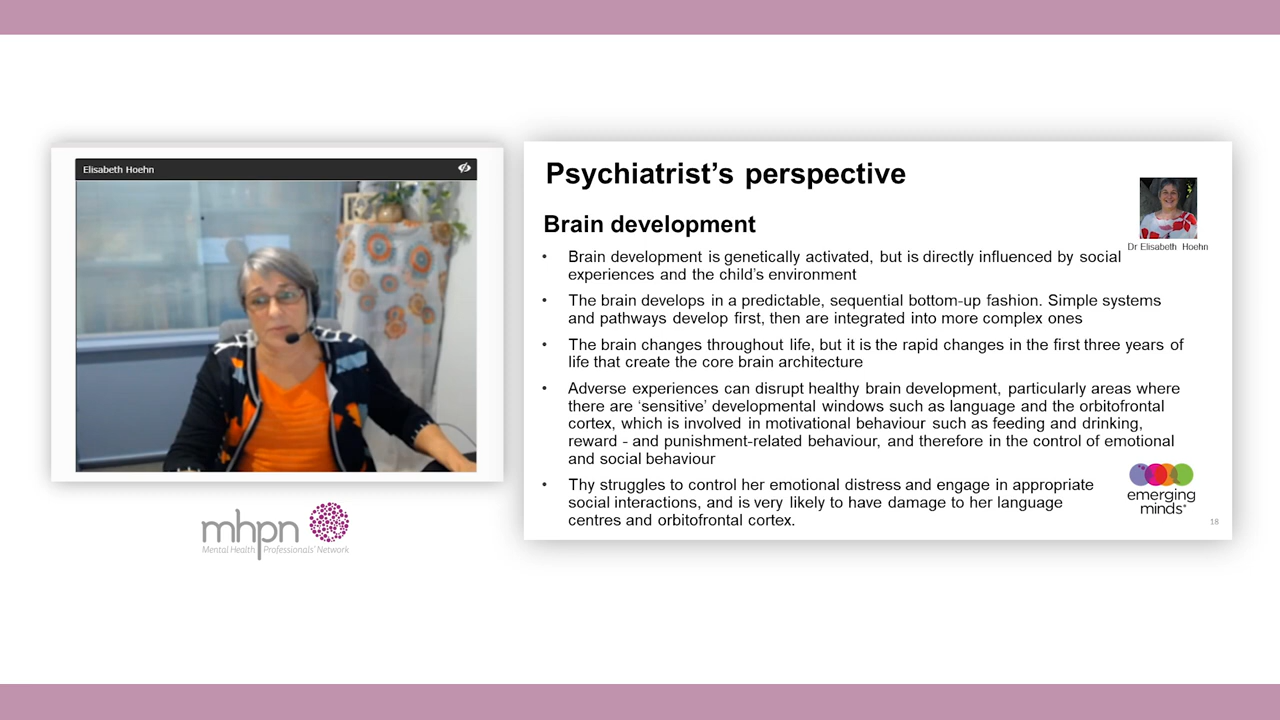 Elisabeth Hoehn
mhpn
Mental Health Professionals' Network
Psychiatrist's perspective
Dr Elisabeth Hoehn
Brain development
• Brain development is genetically activated, but is directly influenced by social
experiences and the child's environment
• The brain develops in a predictable, sequential bottom-up fashion. Simple systems
and pathways develop first, then are integrated into more complex ones
• The brain changes throughout life, but it is the rapid changes in the first three years of
life that create the core brain architecture
• Adverse experiences can disrupt healthy brain development, particularly areas where
there are 'sensitive' developmental windows such as language and the orbitofrontal
cortex, which is involved in motivational behaviour such as feeding and drinking,
reward - and punishment-related behaviour, and therefore in the control of emotional
and social behaviour
• Thy struggles to control her emotional distress and engage in appropriate
social interactions, and is very likely to have damage to her language
centres and orbitofrontal cortex.
emerging
minds
18